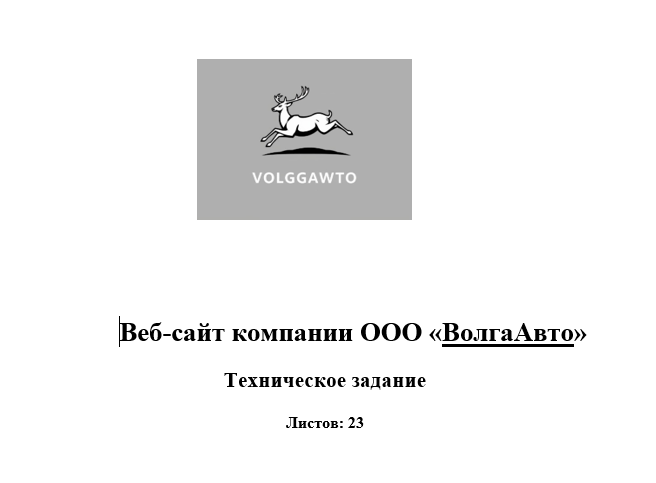 VOLGGAWTO
Веб-сайт компании ООО «ВолгаАвто»
Техническое задание
Листов: 23